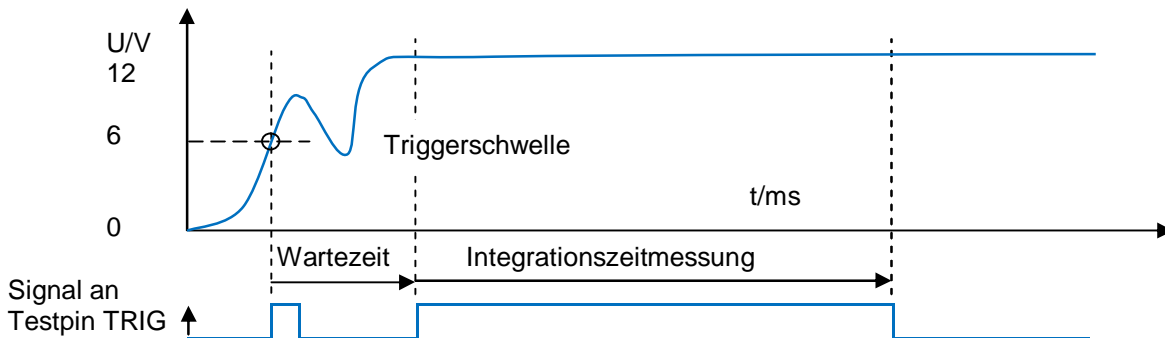 U/V
12
6
Triggerschwelle
t/ms
0
Wartezeit
Integrationszeitmessung
Signal an
Testpin TRIG